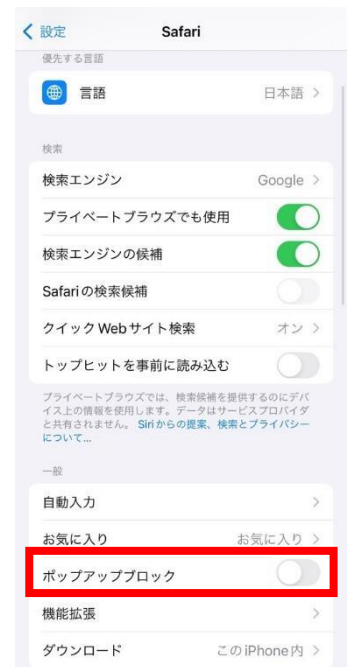 設定 Safari
優先する言語
言語 日本語
検索
検索エンジン Google
プライベートブラウズでも使用
検索エンジンの候補
Safariの検索候補
クイックWebサイト検索 オン
トップヒットを事前に読み込む
プライベートブラウズでは、検索候補を提供するのにデバ
イス上の情報を使用します。データはサービスプロバイダ
と共有されません。 Siriからの提案、検索とプライバシー
について...
一般
自動入力
お気に入り お気に入り
ポップアップブロック
機能拡張
ダウンロード このiPhone内